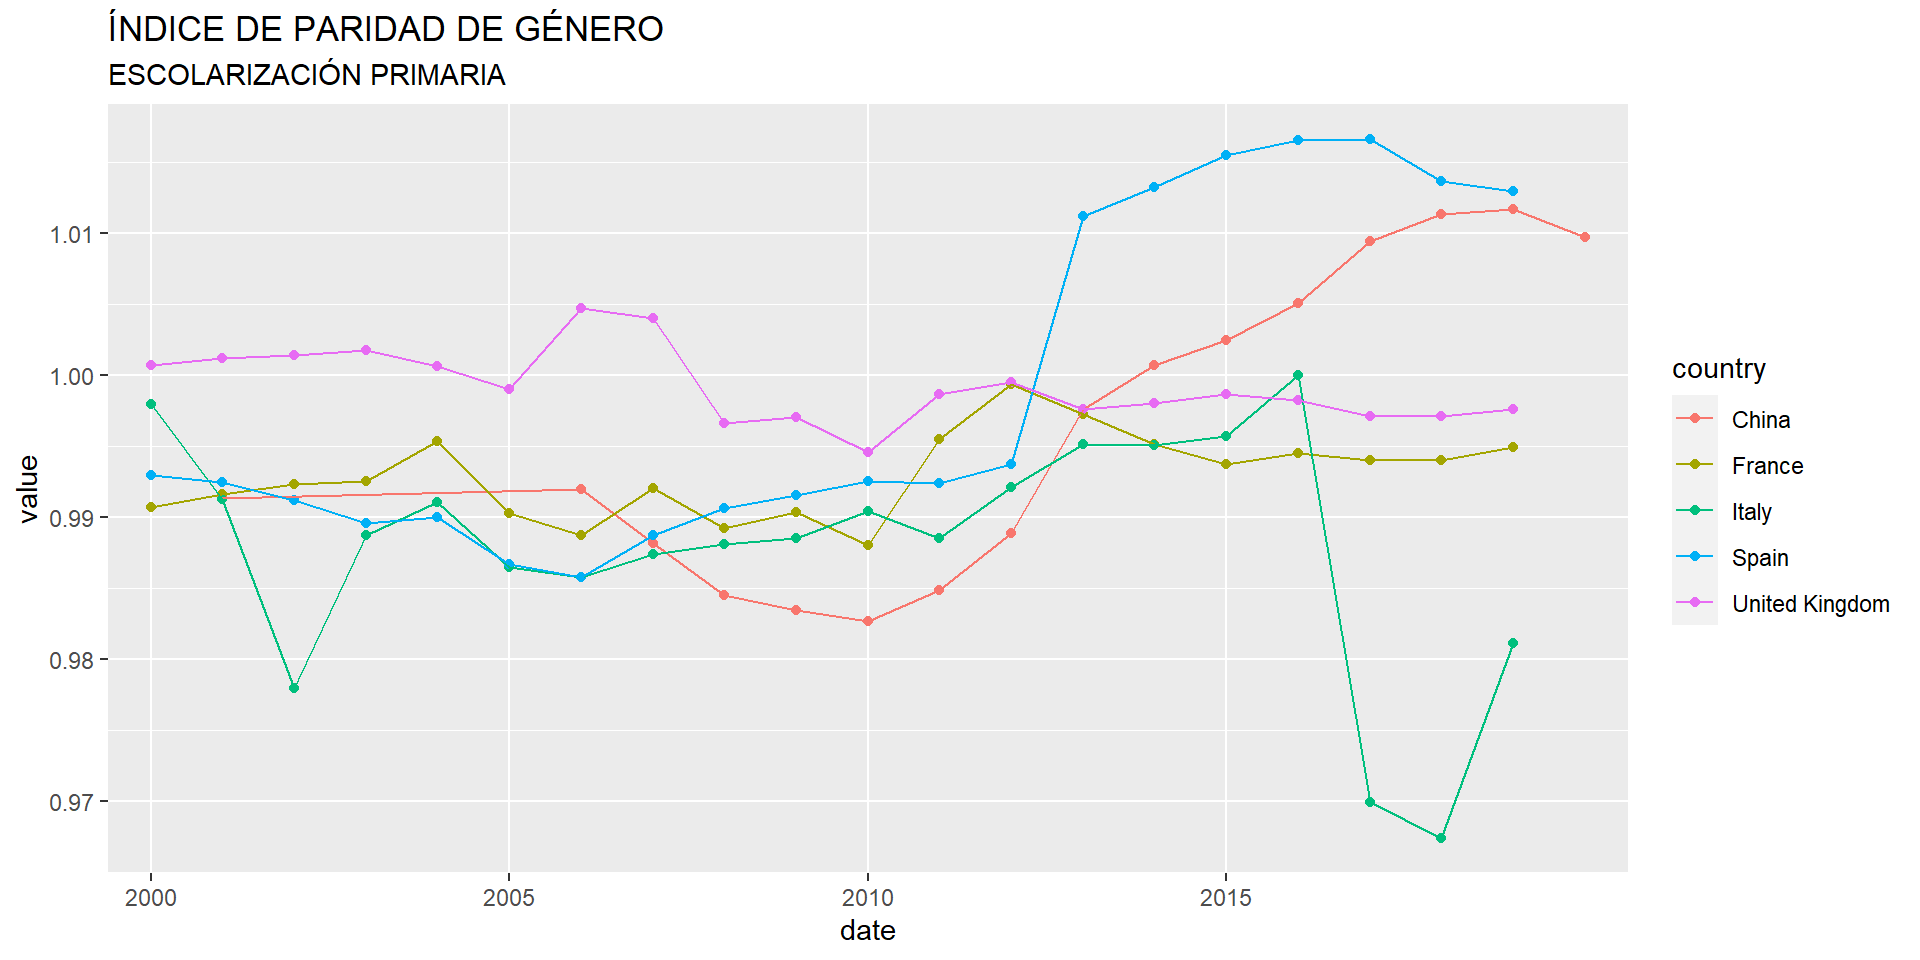 ÍNDICE DE PARIDAD DE GÉNERO
ESCOLARIZACIÓN PRIMARIA
value
1.01
1.00
0.99
0.98
0.97
2000 2005 2010 2015
date
country
China
France
Italy
Spain
United Kingdom